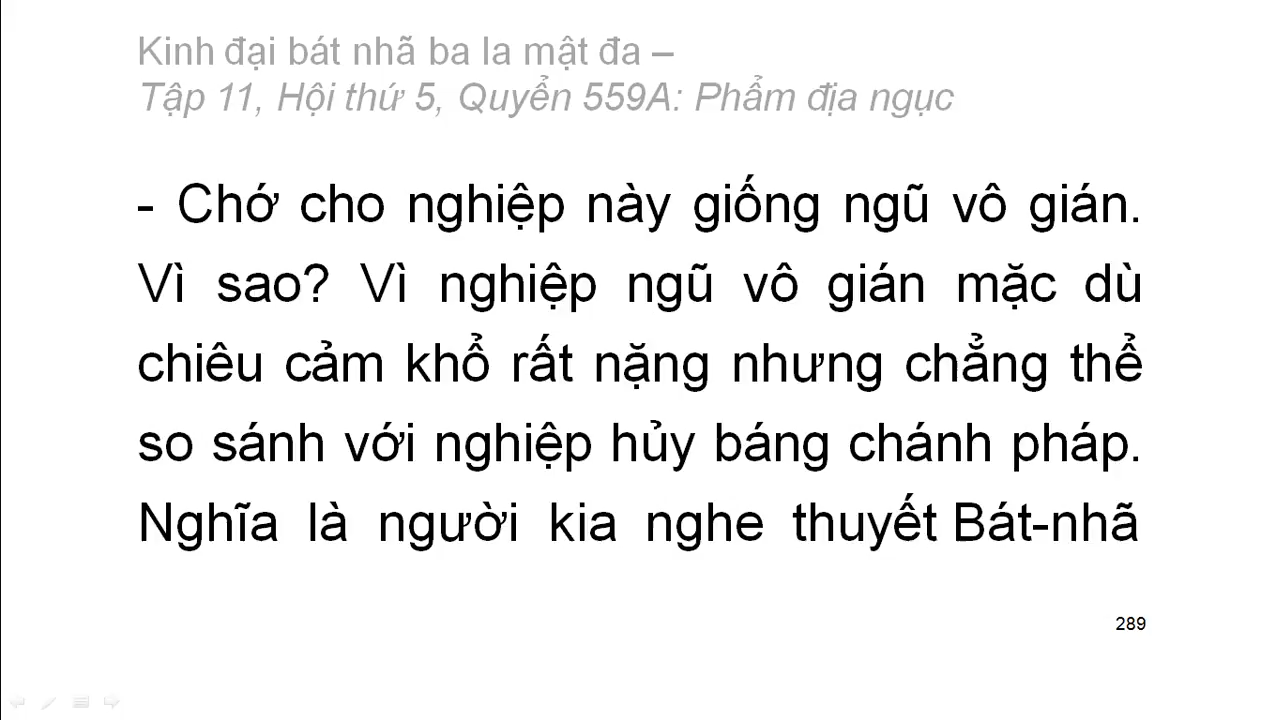 Kinh đại bát nhã ba la mật đa –
Tập 11, Hội thứ 5, Quyển 559A: Phẩm địa ngục
- Chớ cho nghiệp này giống ngũ vô gián.
Vì sao? Vì nghiệp ngũ vô gián mặc dù
chiêu cảm khổ rất nặng nhưng chẳng thể
so sánh với nghiệp hủy báng chánh pháp.
Nghĩa là người kia nghe thuyết Bát-nhã
289